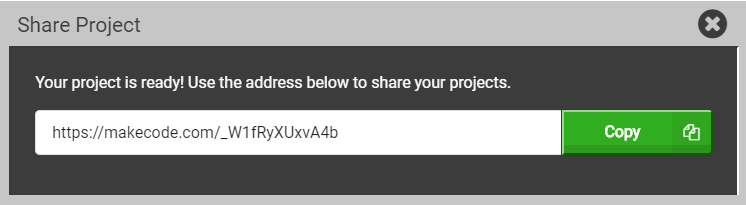 Share Project
Your project is ready! Use the address below to share your projects.
https://makecode.com/_W1fRyXUxvA4b
Copy